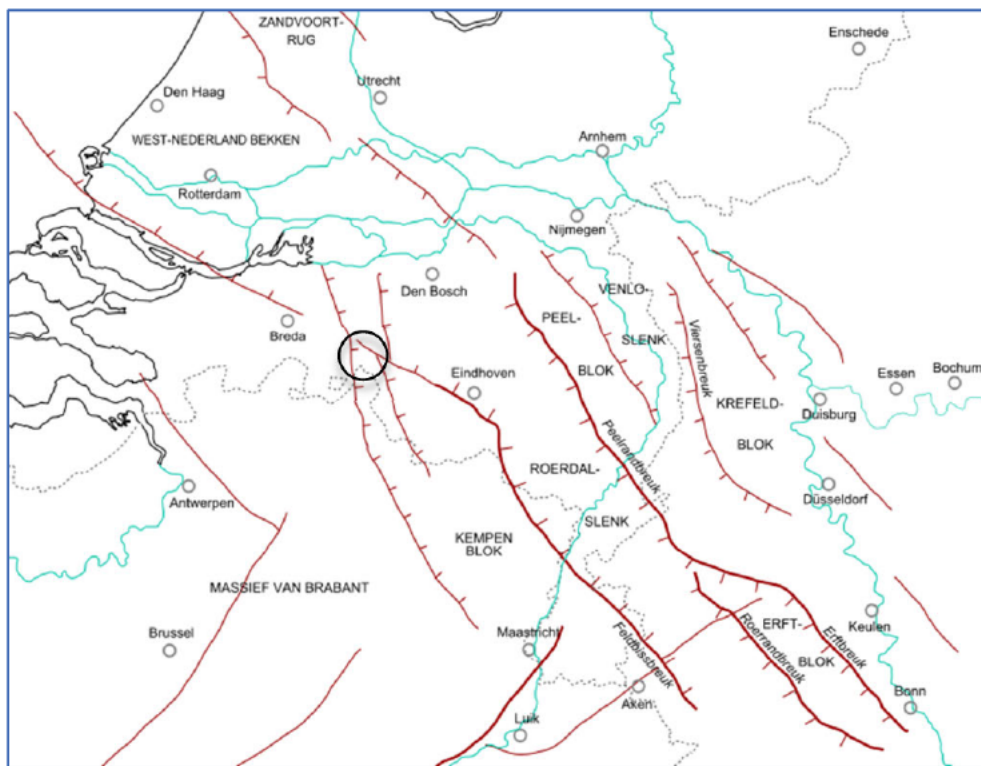 ZANDVOORT-
RUG
Enschede
Utrecht
Den Haag
WEST-NEDERLAND BEKKEN
Arnhem
Rotterdam
Nijmegen
Den Bosch
VENLO-
SLENK
PEEL-
BLOK
Breda
Viersenbreuk
Eindhoven
Essen
Bochum
KREFELD-
BLOK
Duisburg
Peelrandbreuk
ROERDAL-
SLENK
Antwerpen
Düsseldorf
KEMPEN
BLOK
MASSIEF VAN BRABANT
Brussel
Maastricht
Feldbissbreuk
ERFT-
BLOK
Roerrandbreuk
Erftbreuk
Keulen
Aken
Luik
Bonn